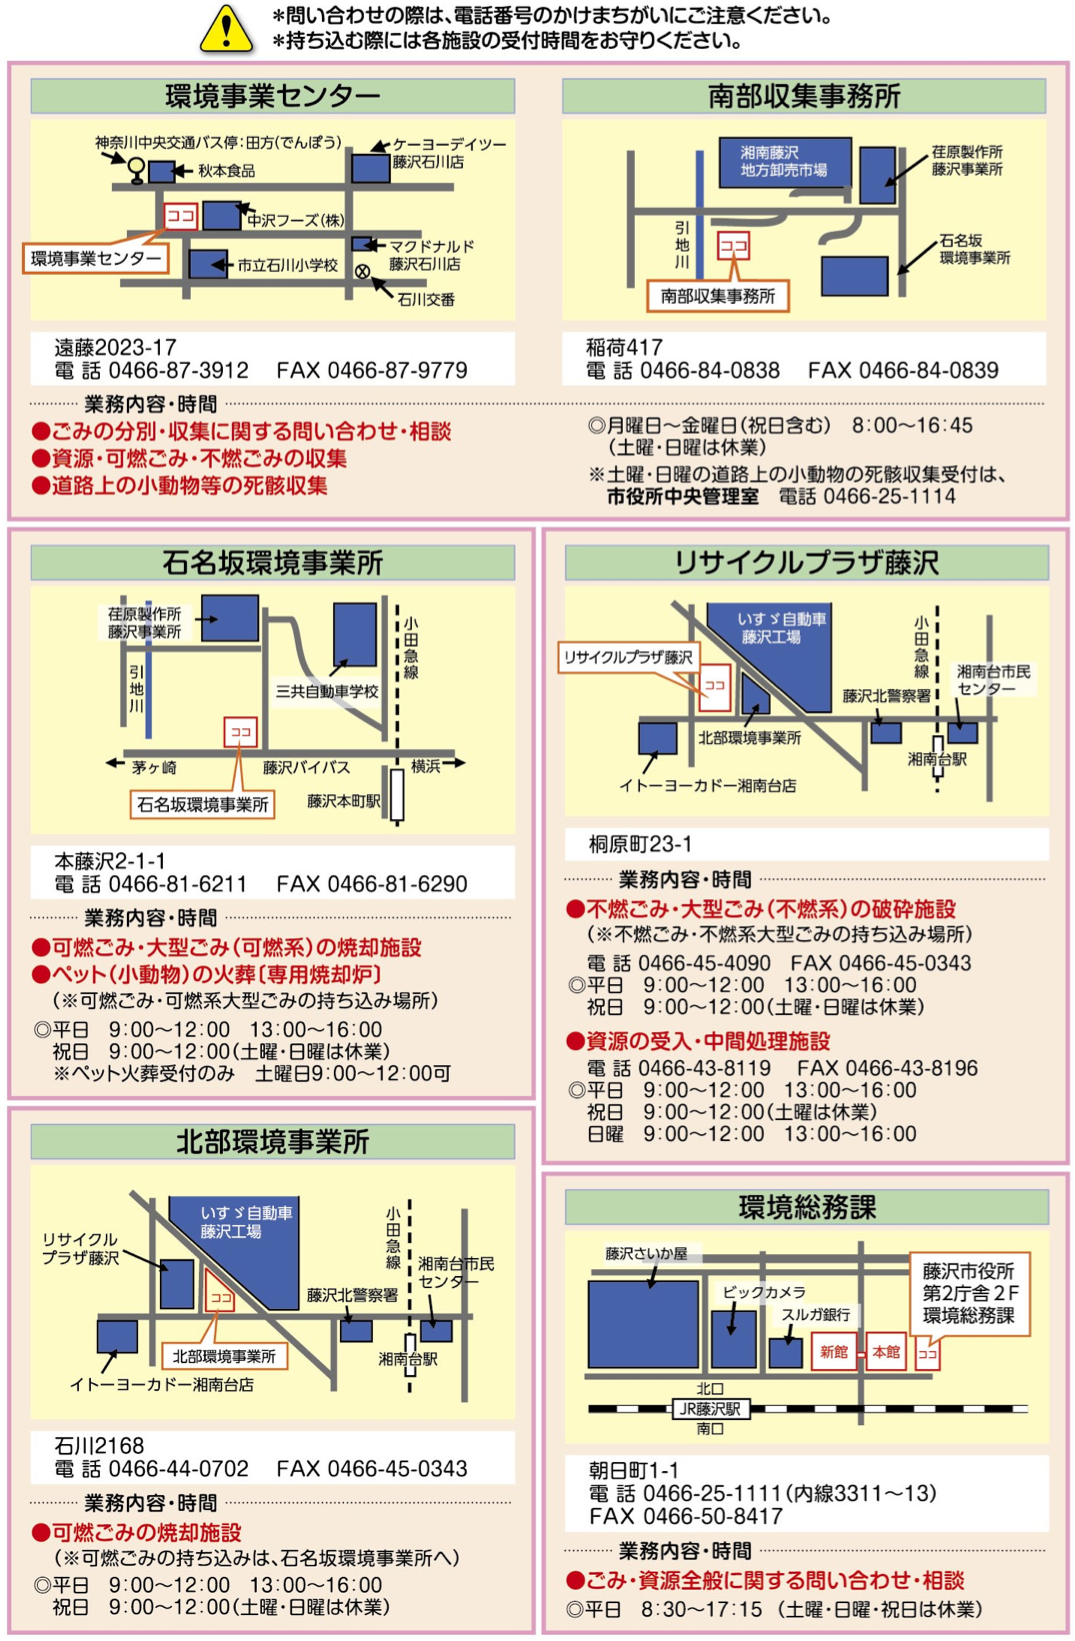 *問い合わせの際は、電話番号のかけまちがいにご注意ください。
*持ち込む際には各施設の受付時間をお守りください。
環境事業センター
神奈川中央交通バス停：田方(でんぽう)
秋本食品
ケーヨーデイツー
藤沢石川店
ココ
中沢フーズ(株)
環境事業センター
市立石川小学校
マクドナルド
藤沢石川店
石川交番
遠藤2023-17
電 話 0466-87-3912　FAX 0466-87-9779
南部収集事務所
湘南藤沢
地方卸売市場
荏原製作所
藤沢事業所
引地川
ココ
石名坂
環境事業所
南部収集事務所
稲荷417
電 話 0466-84-0838　FAX 0466-84-0839
業務内容・時間
●ごみの分別・収集に関する問い合わせ・相談
●資源・可燃ごみ・不燃ごみの収集
●道路上の小動物等の死骸収集
◎月曜日〜金曜日(祝日含む)　8:00〜16:45
(土曜・日曜は休業)
※土曜・日曜の道路上の小動物の死骸収集受付は、
市役所中央管理室　電話 0466-25-1114
石名坂環境事業所
荏原製作所
藤沢事業所
引地川
三共自動車学校
小田急線
ココ
茅ヶ崎
藤沢バイパス
横浜
石名坂環境事業所
藤沢本町駅
本藤沢2-1-1
電 話 0466-81-6211　FAX 0466-81-6290
業務内容・時間
●可燃ごみ・大型ごみ(可燃系)の焼却施設
●ペット(小動物)の火葬〔専用焼却炉〕
(※可燃ごみ・可燃系大型ごみの持ち込み場所)
◎平日　9:00〜12:00　13:00〜16:00
祝日　9:00〜12:00(土曜・日曜は休業)
※ペット火葬受付のみ　土曜日9:00〜12:00可
リサイクルプラザ藤沢
いすゞ自動車
藤沢工場
小田急線
リサイクルプラザ藤沢
ココ
湘南台市民
センター
藤沢北警察署
北部環境事業所
湘南台駅
イトーヨーカドー湘南台店
桐原町23-1
業務内容・時間
●不燃ごみ・大型ごみ(不燃系)の破砕施設
(※不燃ごみ・不燃系大型ごみの持ち込み場所)
電 話 0466-45-4090　FAX 0466-45-0343
◎平日　9:00〜12:00　13:00〜16:00
祝日　9:00〜12:00(土曜・日曜は休業)
●資源の受入・中間処理施設
電 話 0466-43-8119　FAX 0466-43-8196
◎平日　9:00〜12:00　13:00〜16:00
祝日　9:00〜12:00(土曜は休業)
日曜　9:00〜12:00　13:00〜16:00
北部環境事業所
いすゞ自動車
藤沢工場
小田急線
リサイクル
プラザ藤沢
ココ
湘南台市民
センター
藤沢北警察署
北部環境事業所
湘南台駅
イトーヨーカドー湘南台店
石川2168
電 話 0466-44-0702　FAX 0466-45-0343
業務内容・時間
●可燃ごみの焼却施設
(※可燃ごみの持ち込みは、石名坂環境事業所へ)
◎平日　9:00〜12:00　13:00〜16:00
祝日　9:00〜12:00(土曜・日曜は休業)
環境総務課
藤沢さいか屋
藤沢市役所
第2庁舎２F
環境総務課
ビックカメラ
スルガ銀行
新館
本館
ココ
北口
JR藤沢駅
南口
朝日町1-1
電 話 0466-25-1111(内線3311〜13)
FAX 0466-50-8417
業務内容・時間
●ごみ・資源全般に関する問い合わせ・相談
◎平日　8:30〜17:15　(土曜・日曜・祝日は休業)